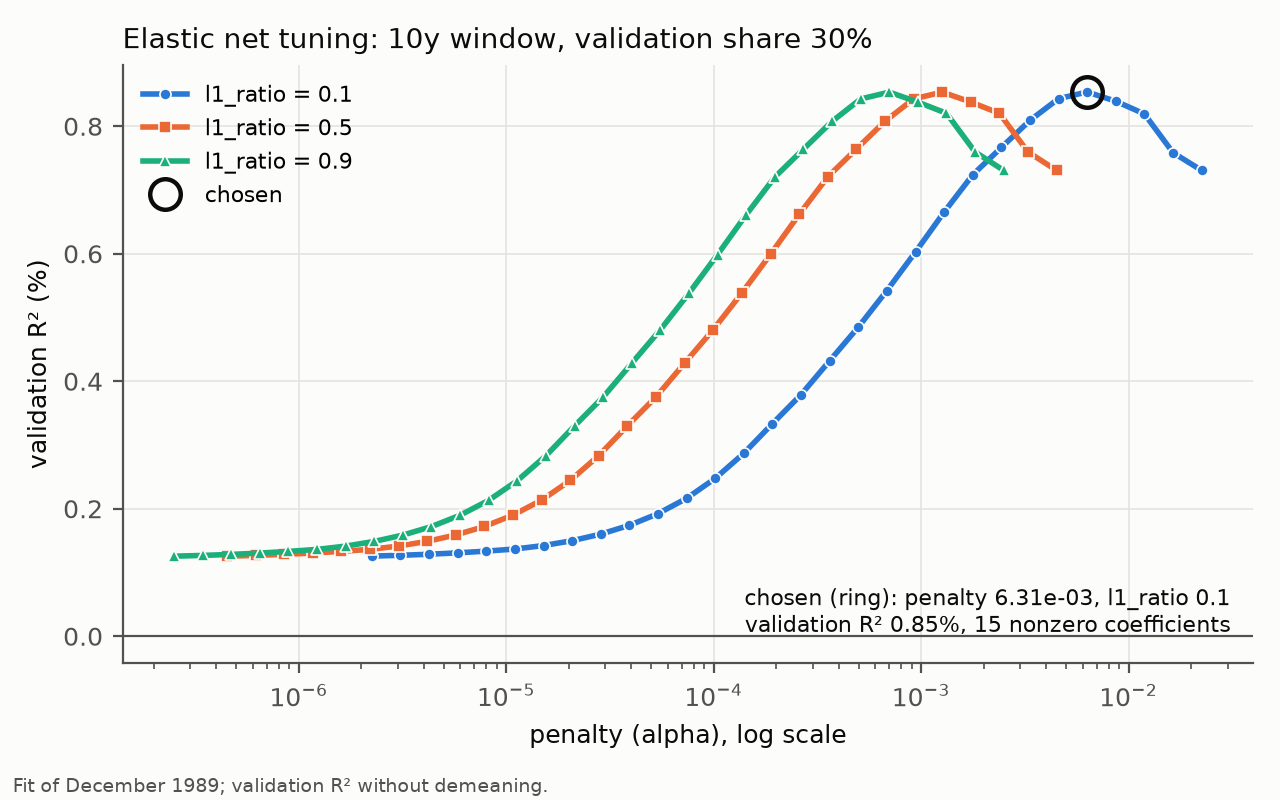 Elastic net tuning: 10y window, validation share 30%
l1_ratio = 0.1
l1_ratio = 0.5
l1_ratio = 0.9
chosen
validation R² (%)
0.8
0.6
0.4
0.2
0.0
chosen (ring): penalty 6.31e-03, l1_ratio 0.1
validation R² 0.85%, 15 nonzero coefficients
10⁻⁶ 10⁻⁵ 10⁻⁴ 10⁻³ 10⁻²
penalty (alpha), log scale
Fit of December 1989; validation R² without demeaning.